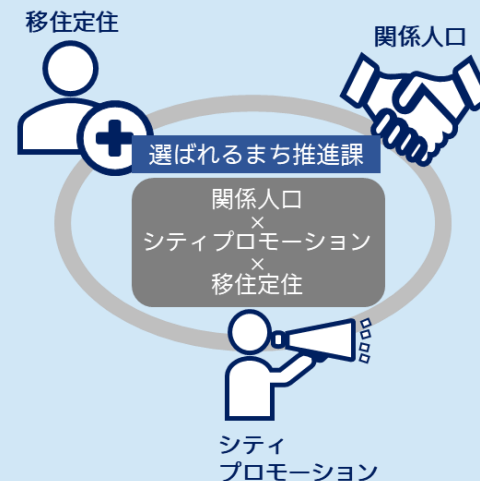 移住定住
関係人口
選ばれるまち推進課
関係人口
×
シティプロモーション
×
移住定住
シティ
プロモーション